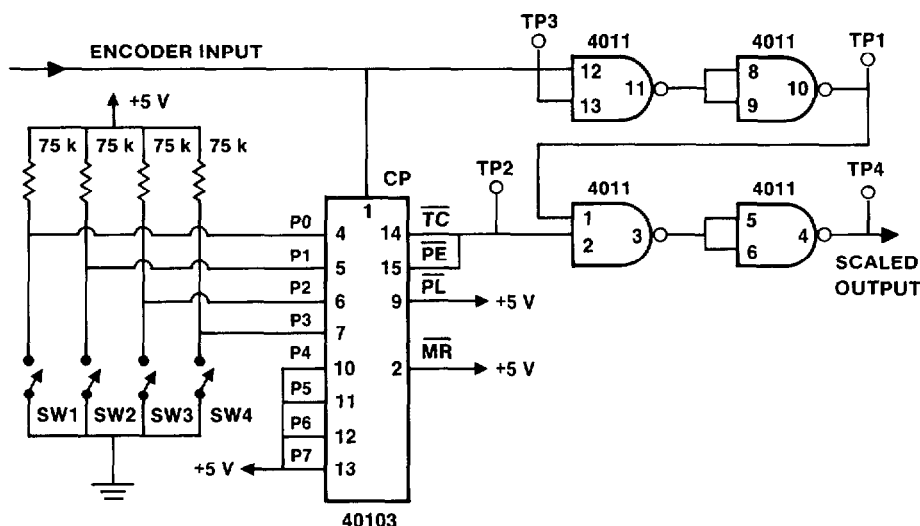 ENCODER INPUT
TP3
4011
4011
TP1
12
13
11
8
9
10
+5 V
75 k
75 k
75 k
75 k
CP
1
TP2
4011
4011
TP4
P0
4
14
TC
1
2
3
5
6
4
P1
5
15
PE
SCALED
OUTPUT
P2
6
9
PL
+5 V
P3
7
P4
10
2
MR
+5 V
P5
11
P6
12
P7
13
SW1
SW2
SW3
SW4
+5 V
40103